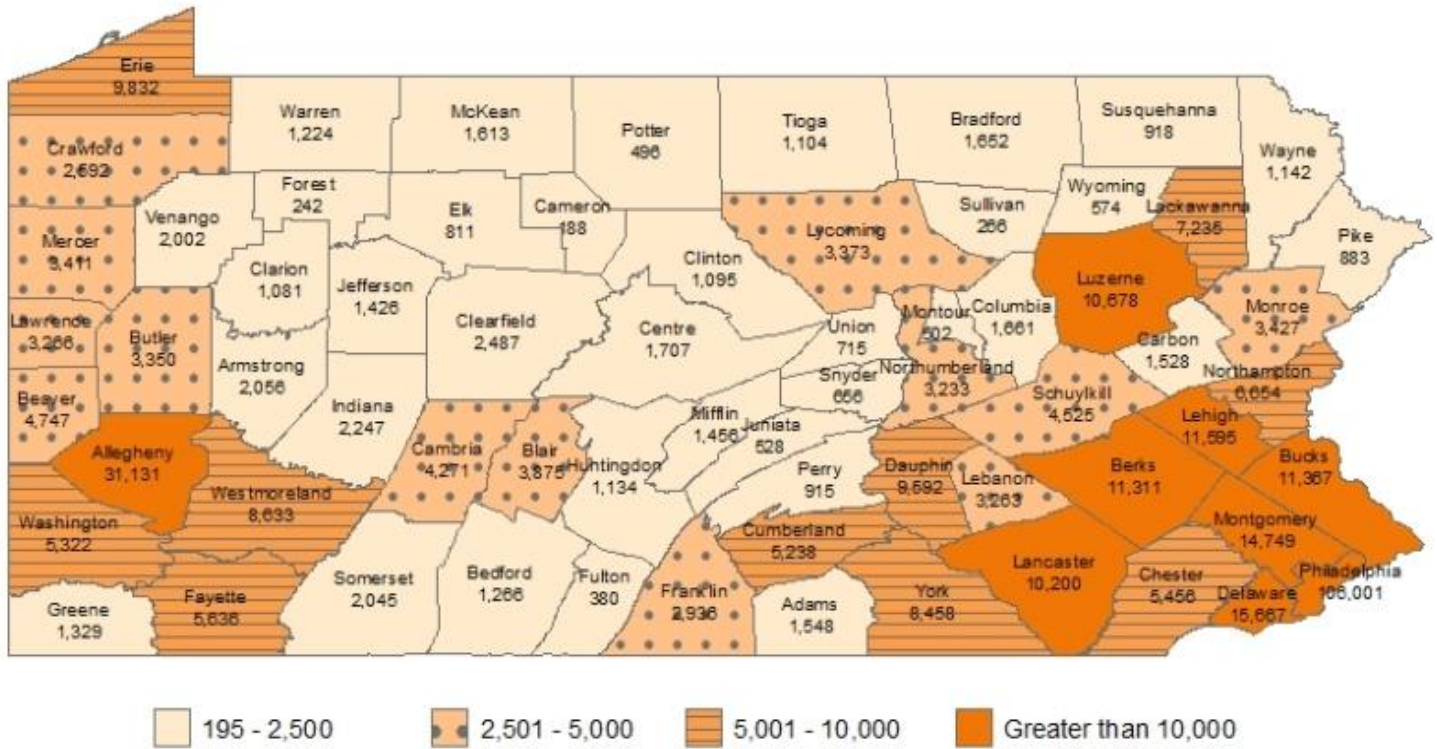 Erie
9,832
Crawford
2,692
Warren
1,224
McKean
1,613
Potter
496
Tioga
1,104
Bradford
1,652
Susquehanna
918
Wayne
1,142
Forest
242
Venango
2,002
Elk
811
Cameron
188
Sullivan
266
Wyoming
574
Lackawanna
7,235
Pike
883
Mercer
3,411
Clarion
1,081
Jefferson
1,426
Clinton
1,095
Lycoming
3,373
Luzerne
10,678
Monroe
3,427
Lawrence
3,266
Butler
3,350
Clearfield
2,487
Centre
1,707
Union
715
Montour
502
Columbia
1,661
Carbon
1,528
Armstrong
2,056
Snyder
656
Northumberland
3,233
Schuylkill
4,525
Northampton
6,654
Beaver
4,747
Indiana
2,247
Mifflin
1,456
Juniata
528
Lehigh
11,595
Allegheny
31,131
Cambria
4,271
Blair
3,875
Huntingdon
1,134
Perry
915
Dauphin
9,592
Lebanon
3,263
Berks
11,311
Bucks
11,367
Westmoreland
8,633
Washington
5,322
Cumberland
5,238
Montgomery
14,749
Somerset
2,045
Bedford
1,266
Fulton
380
Franklin
2,936
Adams
1,548
York
8,458
Lancaster
10,200
Chester
5,456
Delaware
15,667
Philadelphia
106,001
Greene
1,329
Fayette
5,636
195 - 2,500
2,501 - 5,000
5,001 - 10,000
Greater than 10,000